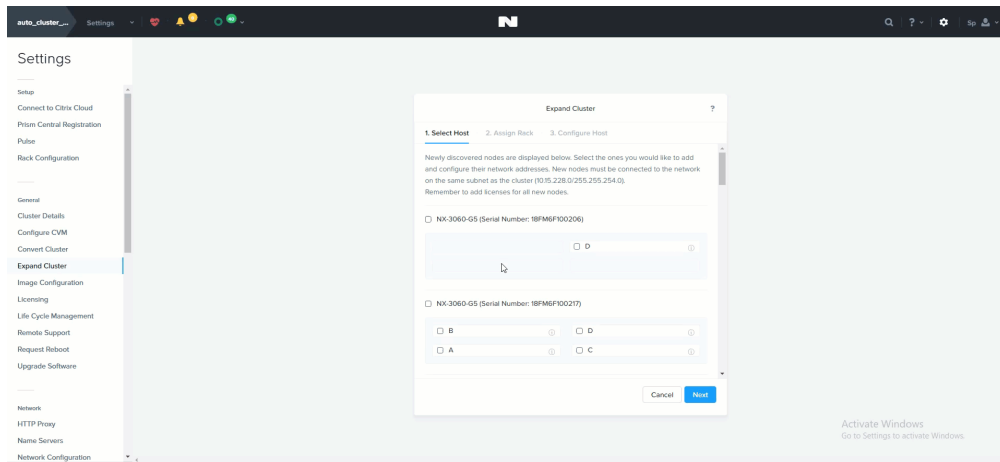 auto_cluster_...
Settings
40
?
Sp
Settings
Setup
Connect to Citrix Cloud
Prism Central Registration
Pulse
Rack Configuration
General
Cluster Details
Configure CVM
Convert Cluster
Expand Cluster
Image Configuration
Licensing
Life Cycle Management
Remote Support
Request Reboot
Upgrade Software
Network
HTTP Proxy
Name Servers
Network Configuration
Expand Cluster
?
1. Select Host 2. Assign Rack 3. Configure Host
Newly discovered nodes are displayed below. Select the ones you would like to add
and configure their network addresses. New nodes must be connected to the network
on the same subnet as the cluster (10.15.228.0/255.255.254.0).
Remember to add licenses for all new nodes.
NX-3060-G5 (Serial Number: 18FM6F100206)
D
NX-3060-G5 (Serial Number: 18FM6F100217)
B D
A C
Cancel Next
Activate Windows
Go to Settings to activate Windows.